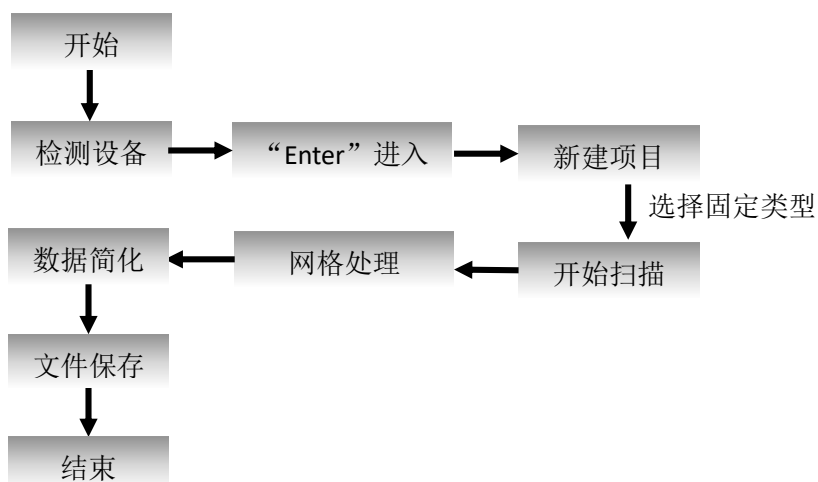 开始
检测设备
“Enter”进入
新建项目
选择固定类型
开始扫描
网格处理
数据简化
文件保存
结束